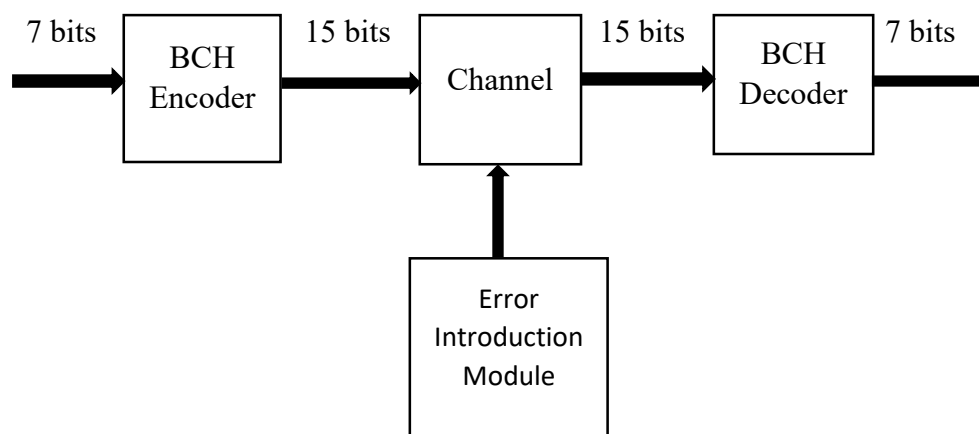 7 bits
15 bits
15 bits
7 bits
BCH
Encoder
Channel
BCH
Decoder
Error
Introduction
Module